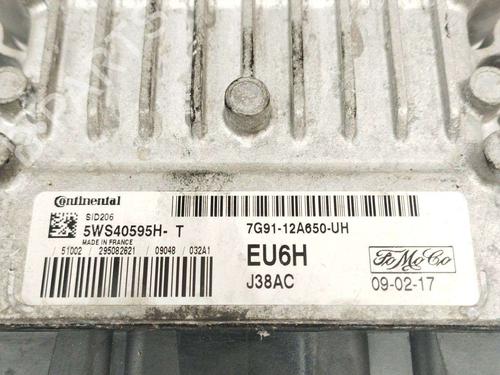 Continental
SID206
5WS40595H- T
MADE IN FRANCE
/ 51002 / 295082621 / 09048 / 032A1
7G91-12A650-UH
EU6H
J38AC
FoMoCo
09-02-17